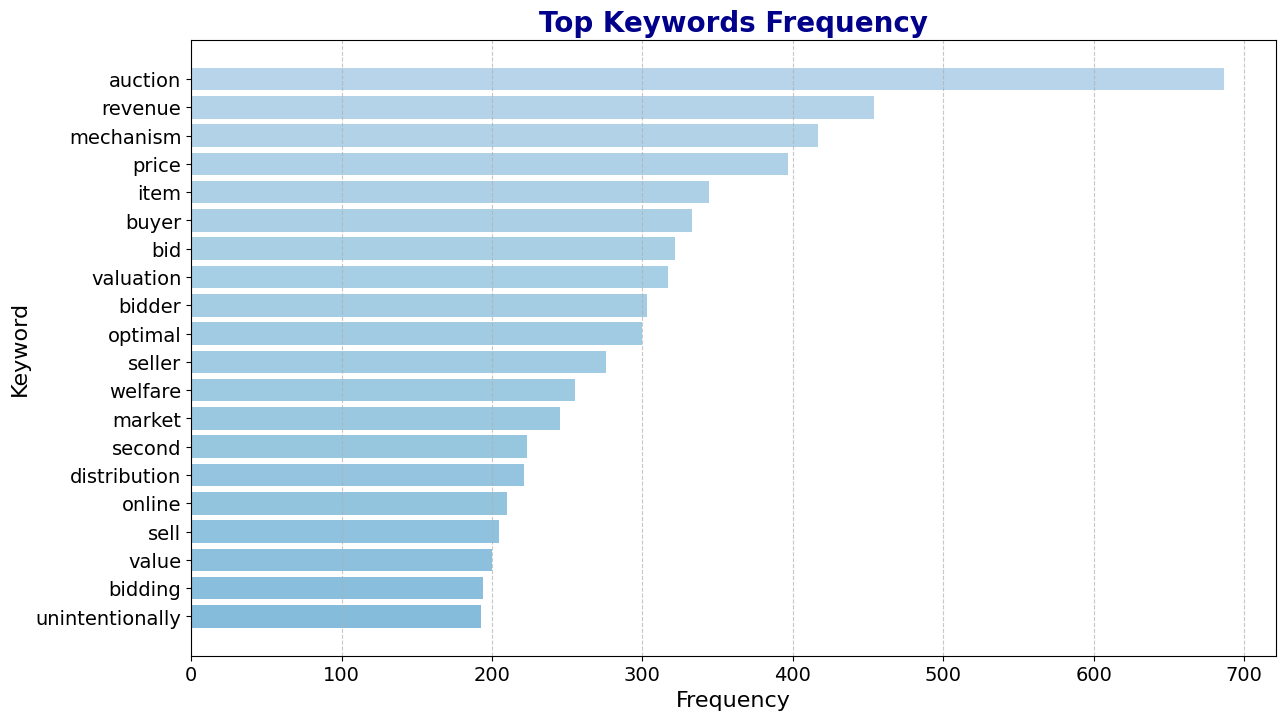 Top Keywords Frequency
Keyword
auction
revenue
mechanism
price
item
buyer
bid
valuation
bidder
optimal
seller
welfare
market
second
distribution
online
sell
value
bidding
unintentionally
0 100 200 300 400 500 600 700
Frequency